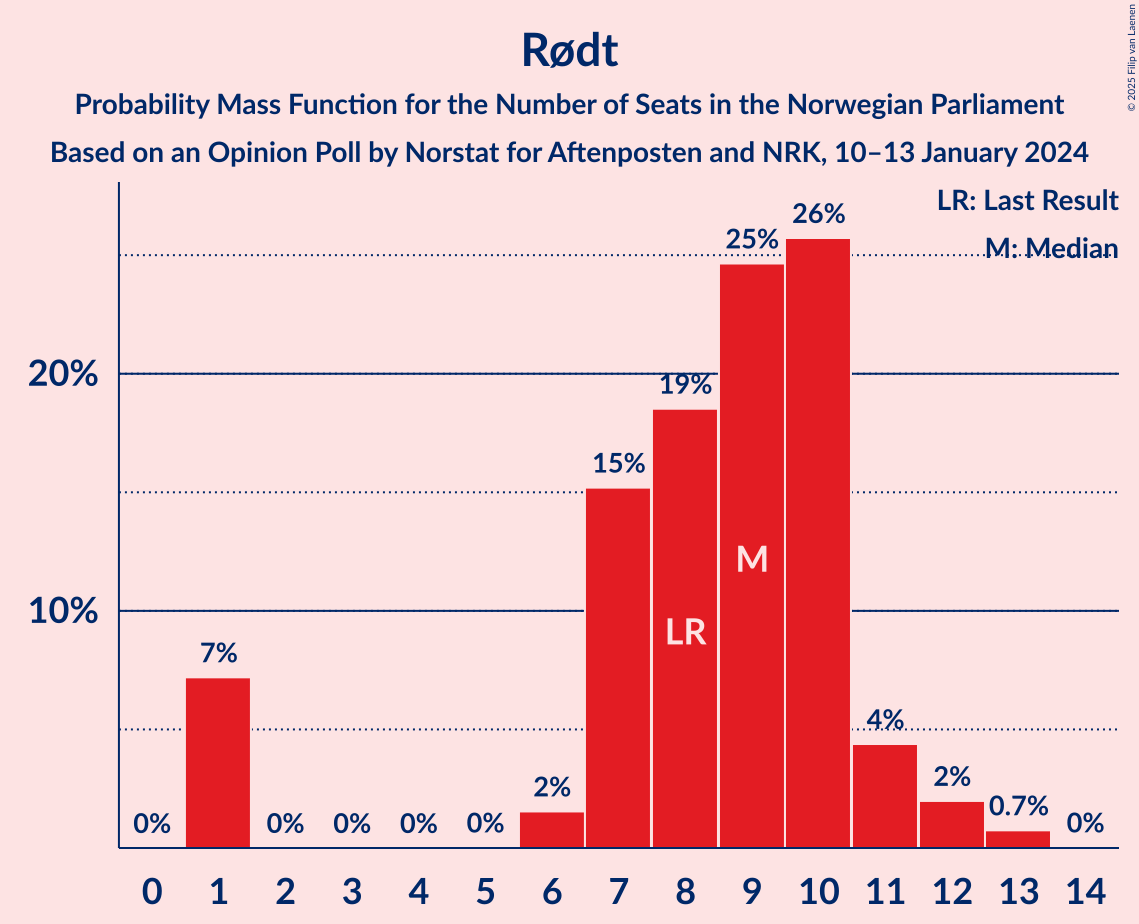 Rødt
Probability Mass Function for the Number of Seats in the Norwegian Parliament
Based on an Opinion Poll by Norstat for Aftenposten and NRK, 10–13 January 2024
© 2025 Filip van Laenen
LR: Last Result
M: Median
20%
10%
0% 7% 0% 0% 0% 0% 2% 15% 19% 25% 26% 4% 2% 0.7% 0%
M
LR
0 1 2 3 4 5 6 7 8 9 10 11 12 13 14